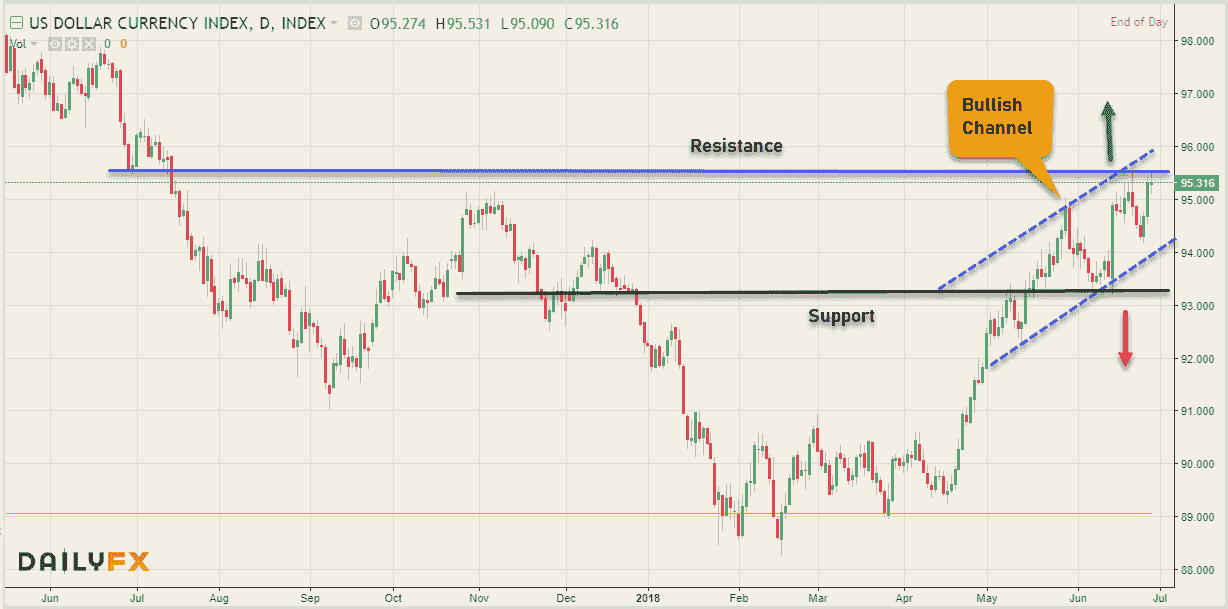 US DOLLAR CURRENCY INDEX, D, INDEX O95.274 H95.531 L95.090 C95.316
End of Day
Vol 0 0
98.000
97.000
96.000
95.316
95.000
94.000
93.000
92.000
91.000
90.000
89.000
88.000
Bullish
Channel
Resistance
Support
DAILYFX
Jun Jul Aug Sep Oct Nov Dec 2018 Feb Mar Apr May Jun Jul